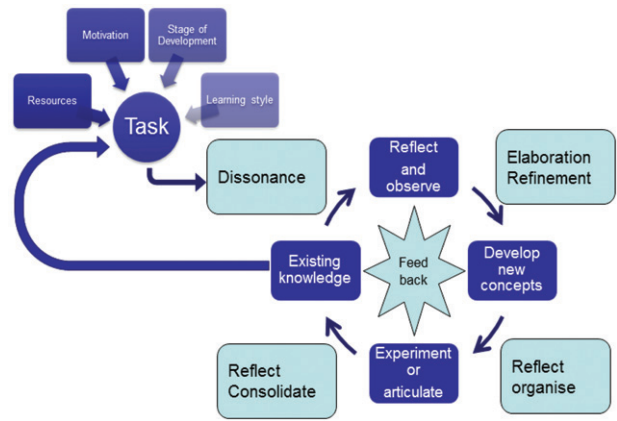 Motivation
Stage of
Development
Resources
Learning style
Task
Dissonance
Reflect
and
observe
Elaboration
Refinement
Existing
knowledge
Feed
back
Develop
new
concepts
Reflect
Consolidate
Experiment
or
articulate
Reflect
organise